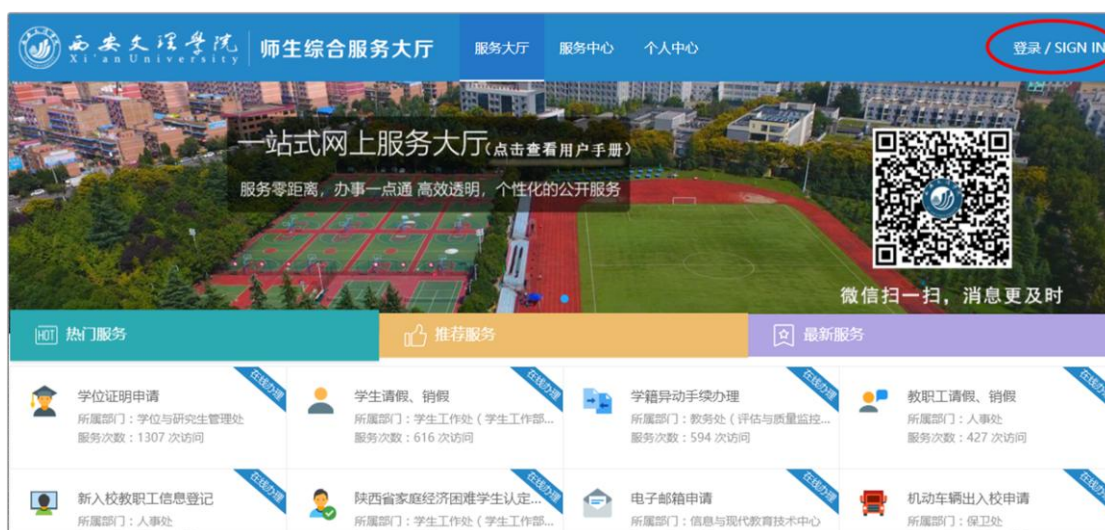 西安文理学院
Xi'an University
师生综合服务大厅
服务大厅
服务中心
个人中心
登录 / SIGN IN
一站式网上服务大厅(点击查看用户手册)
服务零距离，办事一点通 高效透明，个性化的公开服务
微信扫一扫，消息更及时
HOT 热门服务
推荐服务
最新服务
学位证明申请
所属部门：学位与研究生管理处
服务次数：1307 次访问
在线办理
学生请假、销假
所属部门：学生工作处（学生工作部...
服务次数：616 次访问
在线办理
学籍异动手续办理
所属部门：教务处（评估与质量监控...
服务次数：594 次访问
在线办理
教职工请假、销假
所属部门：人事处
服务次数：427 次访问
在线办理
新入校教职工信息登记
所属部门：人事处
在线办理
陕西省家庭经济困难学生认定...
所属部门：学生工作处（学生工作部...
在线办理
电子邮箱申请
所属部门：信息与现代教育技术中心
在线办理
机动车辆出入校申请
所属部门：保卫处
在线办理